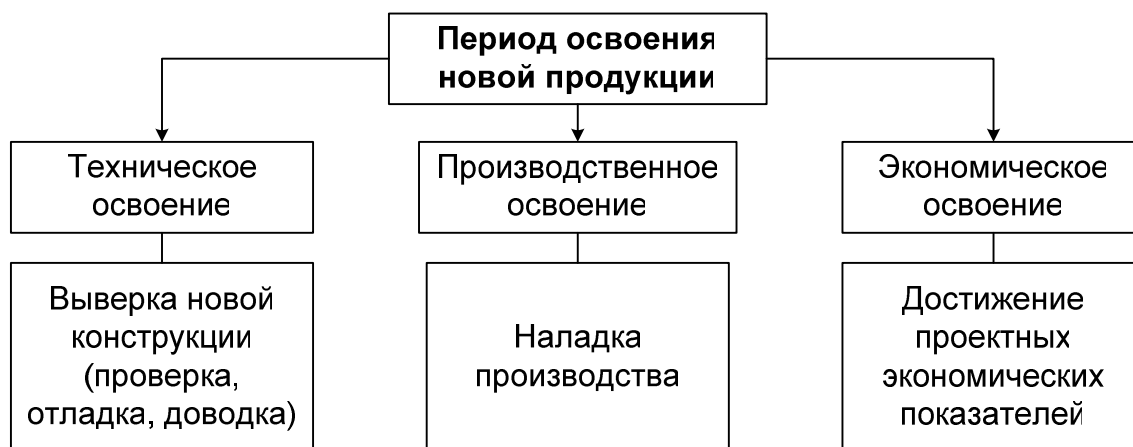 Период освоения
новой продукции
Техническое
освоение
Производственное
освоение
Экономическое
освоение
Выверка новой
конструкции
(проверка,
отладка, доводка)
Наладка
производства
Достижение
проектных
экономических
показателей